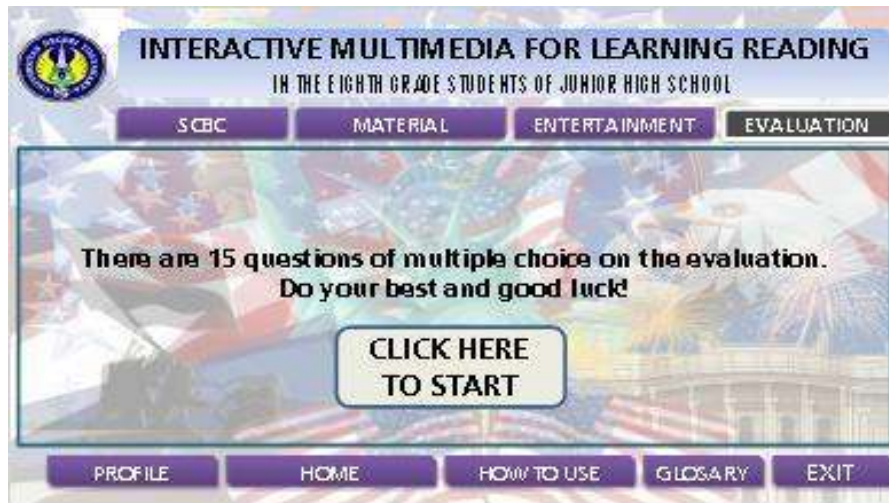 INTERACTIVE MULTIMEDIA FOR LEARNING READING
IN THE EIGHTH GRADE STUDENTS OF JUNIOR HIGH SCHOOL
SCBC MATERIAL ENTERTAINMENT EVALUATION
There are 15 questions of multiple choice on the evaluation.
Do your best and good luck!
CLICK HERE
TO START
PROFILE HOME HOW TO USE GLOSARY EXIT